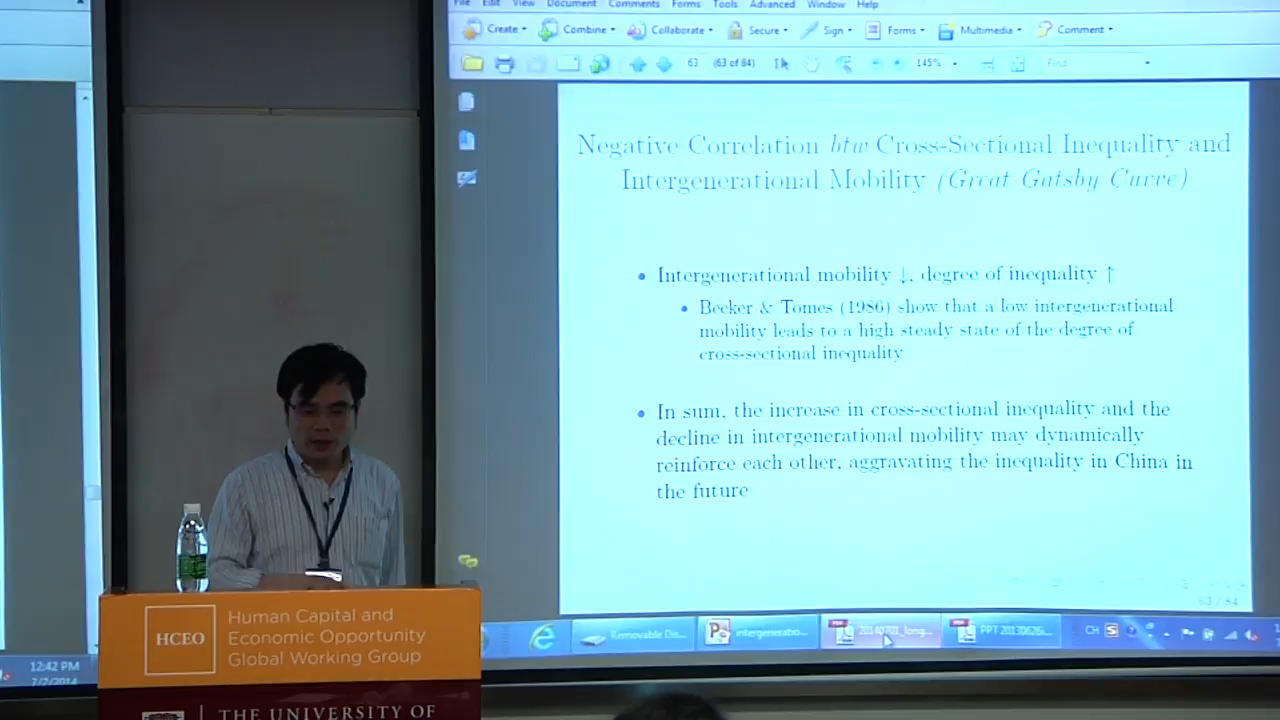 File Edit View Document Comments Forms Tools Advanced Window Help
Create Combine Collaborate Secure Sign Forms Multimedia Comment
63 (63 of 84) 145% Find
Negative Correlation btw Cross-Sectional Inequality and
Intergenerational Mobility (Great Gatsby Curve)
• Intergenerational mobility ↓, degree of inequality ↑
• Becker & Tomes (1986) show that a low intergenerational
mobility leads to a high steady state of the degree of
cross-sectional inequality
• In sum, the increase in cross-sectional inequality and the
decline in intergenerational mobility may dynamically
reinforce each other, aggravating the inequality in China in
the future
63 / 84
Removable Dis... intergeneratio... PPT 20130626 CH
12:42 PM
HCEO
Human Capital and
Economic Opportunity
Global Working Group
THE UNIVERSITY OF